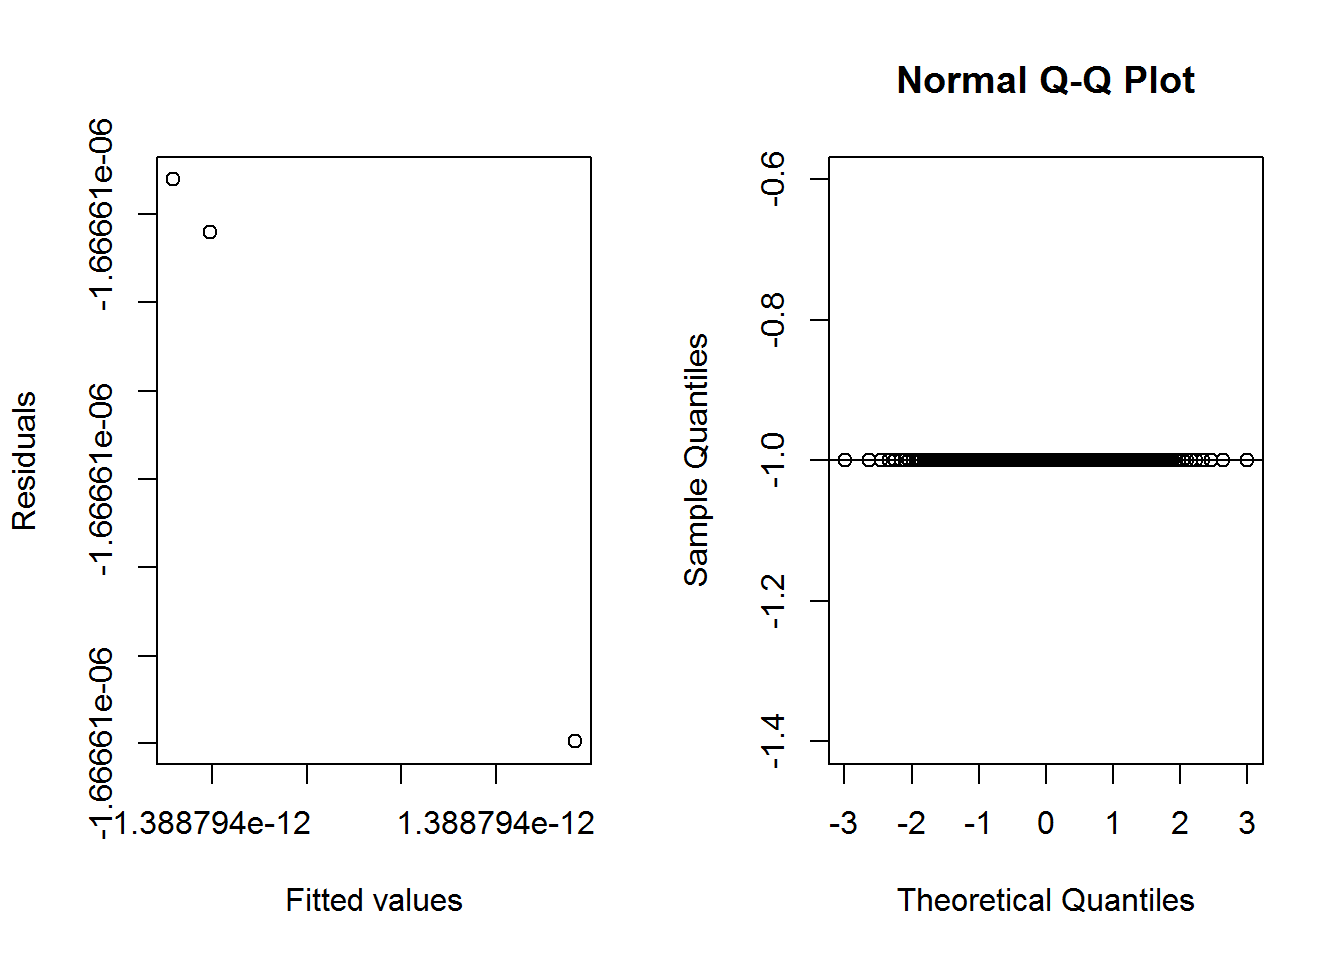 Residuals
-1.66661e-06
-1.66661e-06
-1.66661e-06
-1.388794e-12 1.388794e-12
Fitted values
Normal Q-Q Plot
Sample Quantiles
-0.6
-0.8
-1.0
-1.2
-1.4
-3 -2 -1 0 1 2 3
Theoretical Quantiles